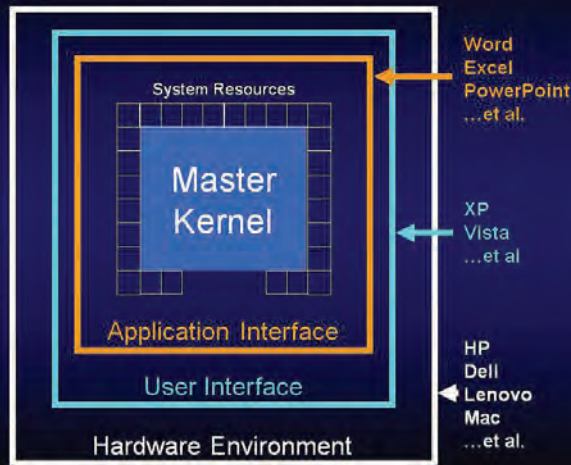 System Resources
Master
Kernel
Application Interface
User Interface
Hardware Environment
Word
Excel
PowerPoint
...et al.
XP
Vista
...et al
HP
Dell
Lenovo
Mac
...et al.